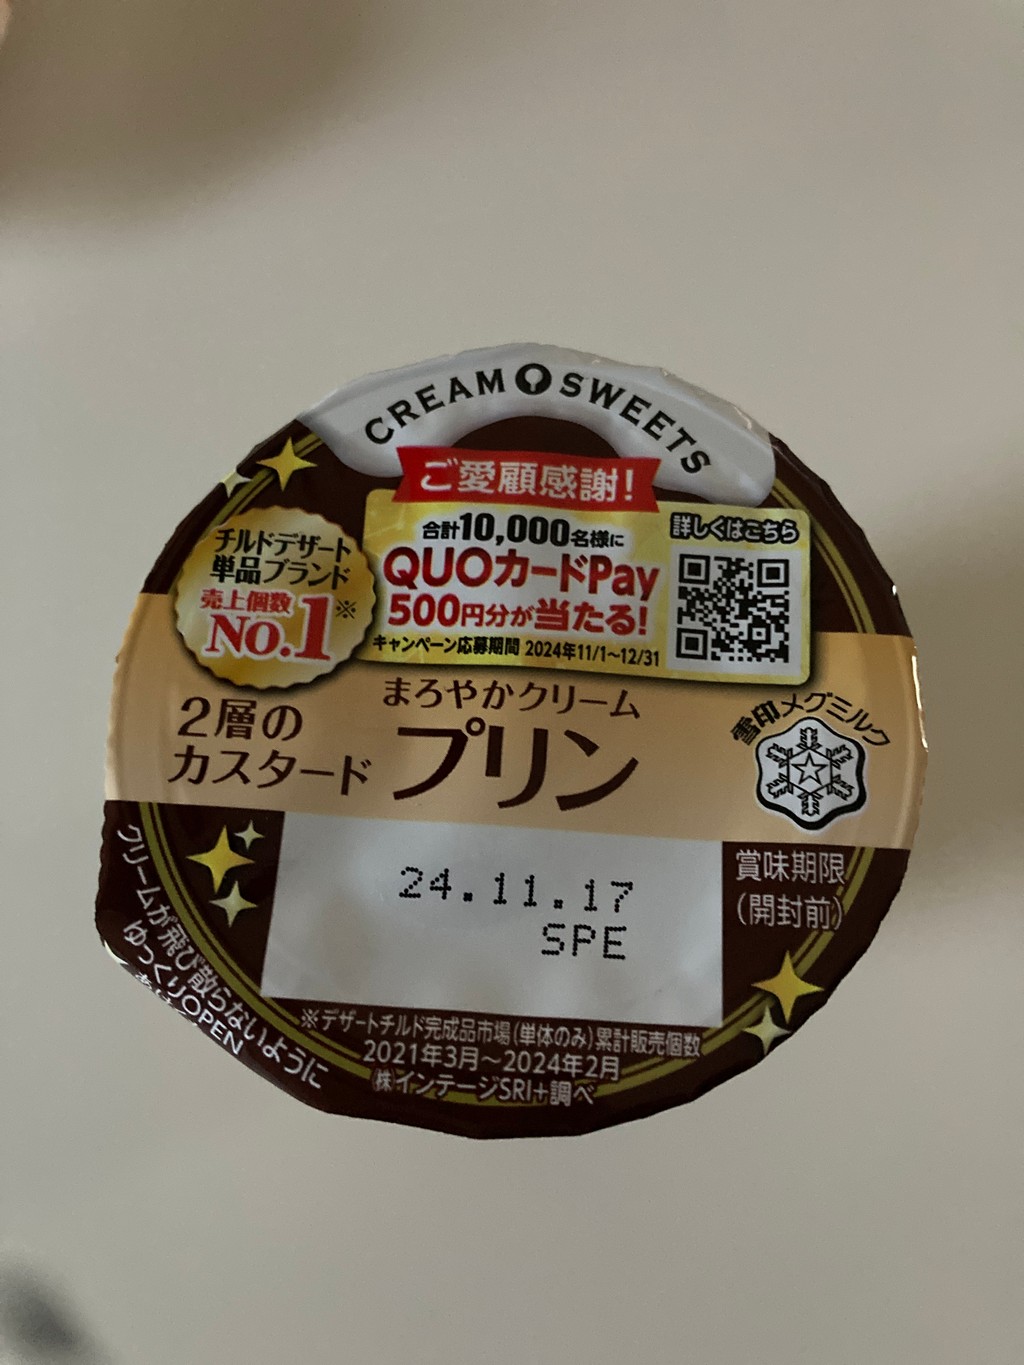 CREAM SWEETS
ご愛顧感謝!
合計10,000名様に
QUOカードPay
500円分が当たる!
キャンペーン応募期間 2024年11/1~12/31
詳しくはこちら
チルドデザート
単品ブランド
売上個数
No.1※
2層の
カスタード
まろやかクリーム
プリン
雪印メグミルク
24.11.17
SPE
賞味期限
(開封前)
クリームが飛び散らないように
ゆっくりOPEN
※デザートチルド完成品市場(単体のみ)累計販売個数
2021年3月~2024年2月
㈱インテージSRI+調べ